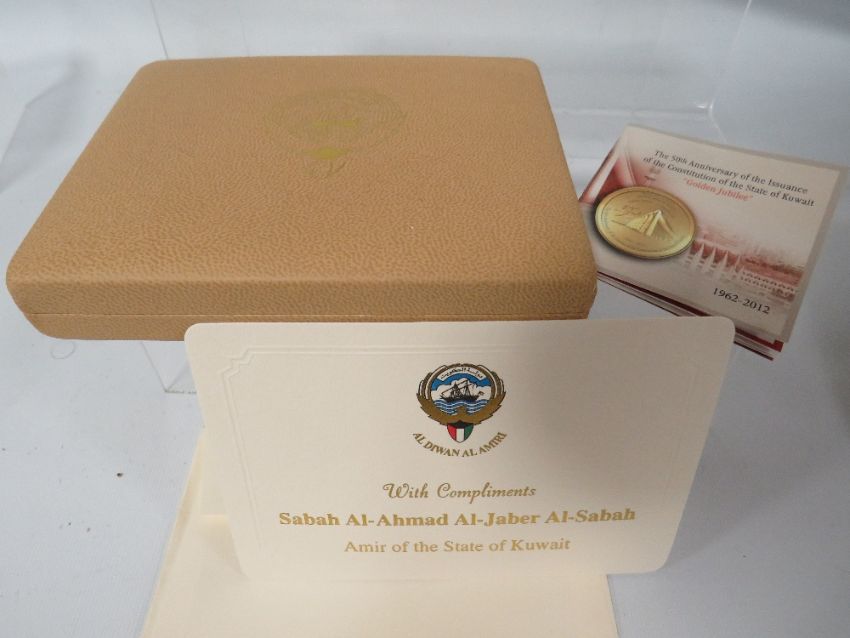 The 50th Anniversary of the Issuance
of the Constitution of the State of Kuwait
"Golden Jubilee"
1962-2012
AL DIWAN AL AMIRI
With Compliments
Sabah Al-Ahmad Al-Jaber Al-Sabah
Amir of the State of Kuwait